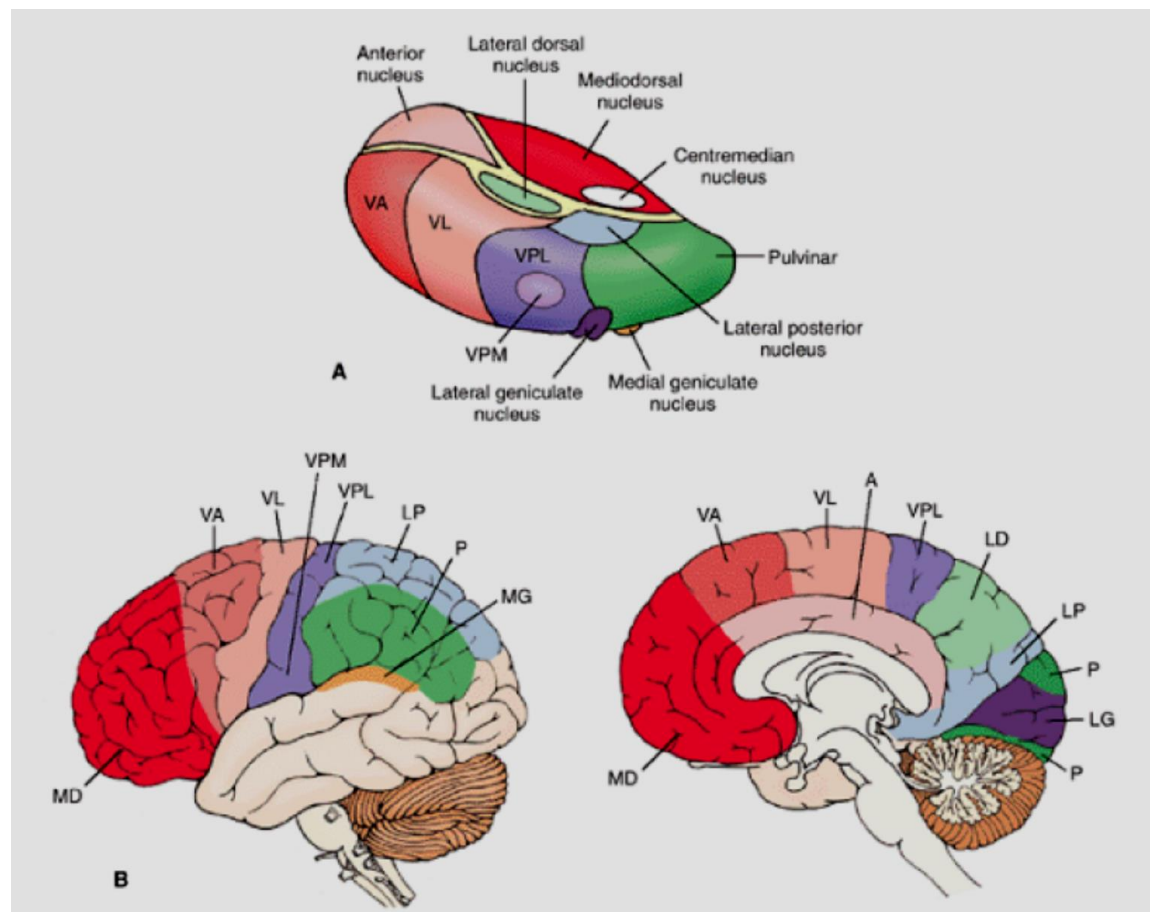 Anterior
nucleus
Lateral dorsal
nucleus
Mediodorsal
nucleus
Centremedian
nucleus
VA
VL
VPL
Pulvinar
Lateral posterior
nucleus
VPM
A
Lateral geniculate
nucleus
Medial geniculate
nucleus
VPM
VA
VL
VPL
LP
P
MG
MD
B
VA
VL
A
VPL
LD
LP
P
LG
P
MD